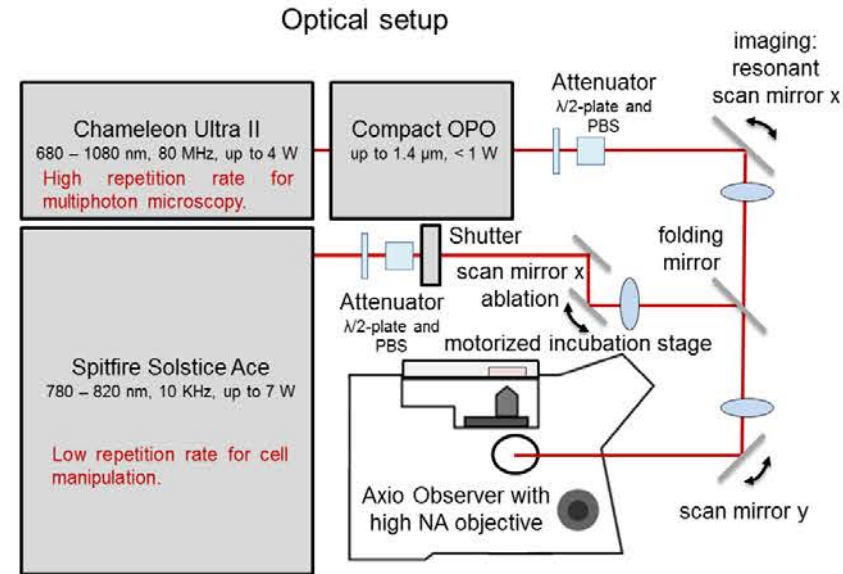 Optical setup
Chameleon Ultra II
680 – 1080 nm, 80 MHz, up to 4 W
High repetition rate for
multiphoton microscopy.
Compact OPO
up to 1.4 µm, < 1 W
Attenuator
λ/2-plate and
PBS
imaging:
resonant
scan mirror x
Spitfire Solstice Ace
780 – 820 nm, 10 KHz, up to 7 W
Low repetition rate for cell
manipulation.
Attenuator
λ/2-plate and
PBS
Shutter
scan mirror x
ablation
folding
mirror
motorized incubation stage
Axio Observer with
high NA objective
scan mirror y